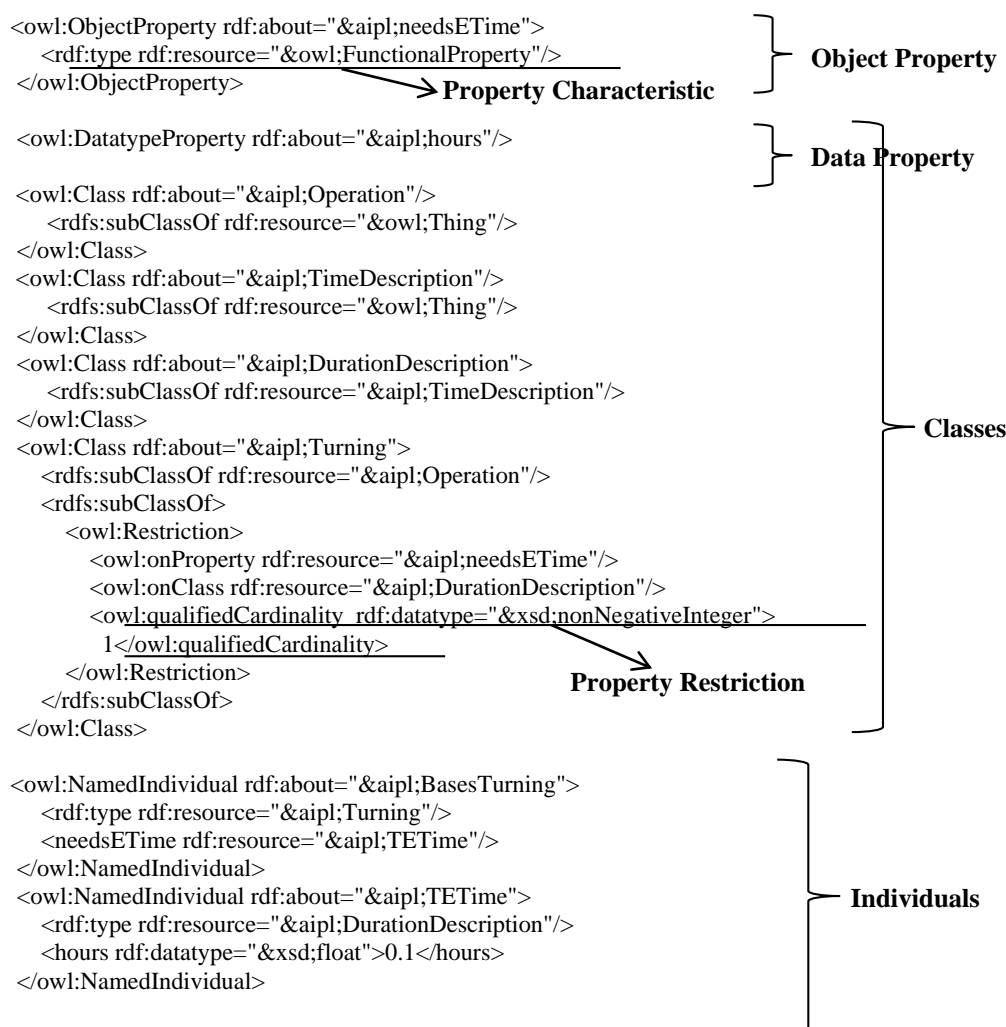 <owl:ObjectProperty rdf:about="&aipl;needsETime">
<rdf:type rdf:resource="&owl;FunctionalProperty"/>
Object Property
</owl:ObjectProperty>
Property Characteristic
<owl:DatatypeProperty rdf:about="&aipl;hours"/>
Data Property
<owl:Class rdf:about="&aipl;Operation"/>
<rdfs:subClassOf rdf:resource="&owl;Thing"/>
</owl:Class>
<owl:Class rdf:about="&aipl;TimeDescription"/>
<rdfs:subClassOf rdf:resource="&owl;Thing"/>
</owl:Class>
<owl:Class rdf:about="&aipl;DurationDescription">
<rdfs:subClassOf rdf:resource="&aipl;TimeDescription"/>
</owl:Class>
Classes
<owl:Class rdf:about="&aipl;Turning">
<rdfs:subClassOf rdf:resource="&aipl;Operation"/>
<rdfs:subClassOf>
<owl:Restriction>
<owl:onProperty rdf:resource="&aipl;needsETime"/>
<owl:onClass rdf:resource="&aipl;DurationDescription"/>
<owl:qualifiedCardinality rdf:datatype="&xsd;nonNegativeInteger">
1</owl:qualifiedCardinality>
</owl:Restriction>
Property Restriction
</rdfs:subClassOf>
</owl:Class>
<owl:NamedIndividual rdf:about="&aipl;BasesTurning">
<rdf:type rdf:resource="&aipl;Turning"/>
<needsETime rdf:resource="&aipl;TETime"/>
</owl:NamedIndividual>
<owl:NamedIndividual rdf:about="&aipl;TETime">
Individuals
<rdf:type rdf:resource="&aipl;DurationDescription"/>
<hours rdf:datatype="&xsd;float">0.1</hours>
</owl:NamedIndividual>